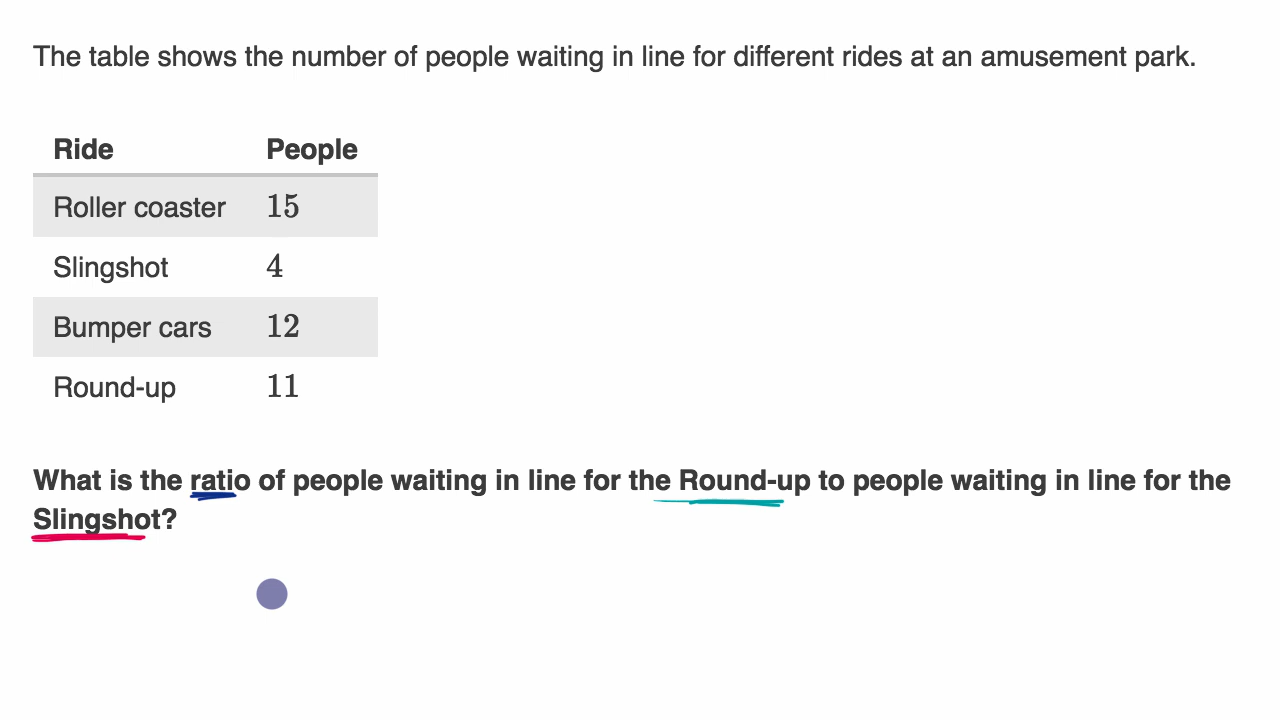 The table shows the number of people waiting in line for different rides at an amusement park.
Ride People
Roller coaster 15
Slingshot 4
Bumper cars 12
Round-up 11
What is the ratio of people waiting in line for the Round-up to people waiting in line for the
Slingshot?